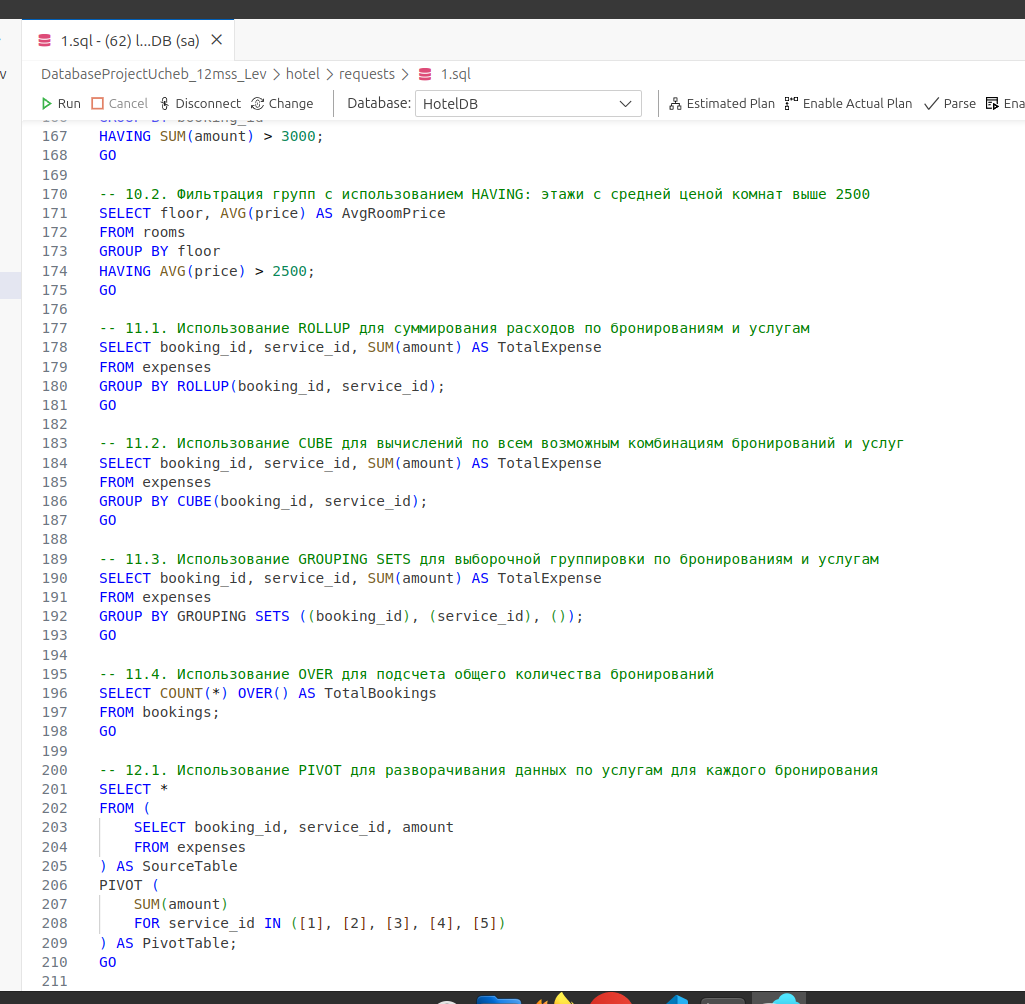 v
1.sql - (62) l...DB (sa)
DatabaseProjectUcheb_12mss_Lev > hotel > requests > 1.sql
Run Cancel Disconnect Change Database: HotelDB Estimated Plan Enable Actual Plan Parse Ena
166 GROUP BY booking_id
167 HAVING SUM(amount) > 3000;
168 GO
169
170 -- 10.2. Фильтрация групп с использованием HAVING: этажи с средней ценой комнат выше 2500
171 SELECT floor, AVG(price) AS AvgRoomPrice
172 FROM rooms
173 GROUP BY floor
174 HAVING AVG(price) > 2500;
175 GO
176
177 -- 11.1. Использование ROLLUP для суммирования расходов по бронированиям и услугам
178 SELECT booking_id, service_id, SUM(amount) AS TotalExpense
179 FROM expenses
180 GROUP BY ROLLUP(booking_id, service_id);
181 GO
182
183 -- 11.2. Использование CUBE для вычислений по всем возможным комбинациям бронирований и услуг
184 SELECT booking_id, service_id, SUM(amount) AS TotalExpense
185 FROM expenses
186 GROUP BY CUBE(booking_id, service_id);
187 GO
188
189 -- 11.3. Использование GROUPING SETS для выборочной группировки по бронированиям и услугам
190 SELECT booking_id, service_id, SUM(amount) AS TotalExpense
191 FROM expenses
192 GROUP BY GROUPING SETS ((booking_id), (service_id), ());
193 GO
194
195 -- 11.4. Использование OVER для подсчета общего количества бронирований
196 SELECT COUNT(*) OVER() AS TotalBookings
197 FROM bookings;
198 GO
199
200 -- 12.1. Использование PIVOT для разворачивания данных по услугам для каждого бронирования
201 SELECT *
202 FROM (
203 SELECT booking_id, service_id, amount
204 FROM expenses
205 ) AS SourceTable
206 PIVOT (
207 SUM(amount)
208 FOR service_id IN ([1], [2], [3], [4], [5])
209 ) AS PivotTable;
210 GO
211